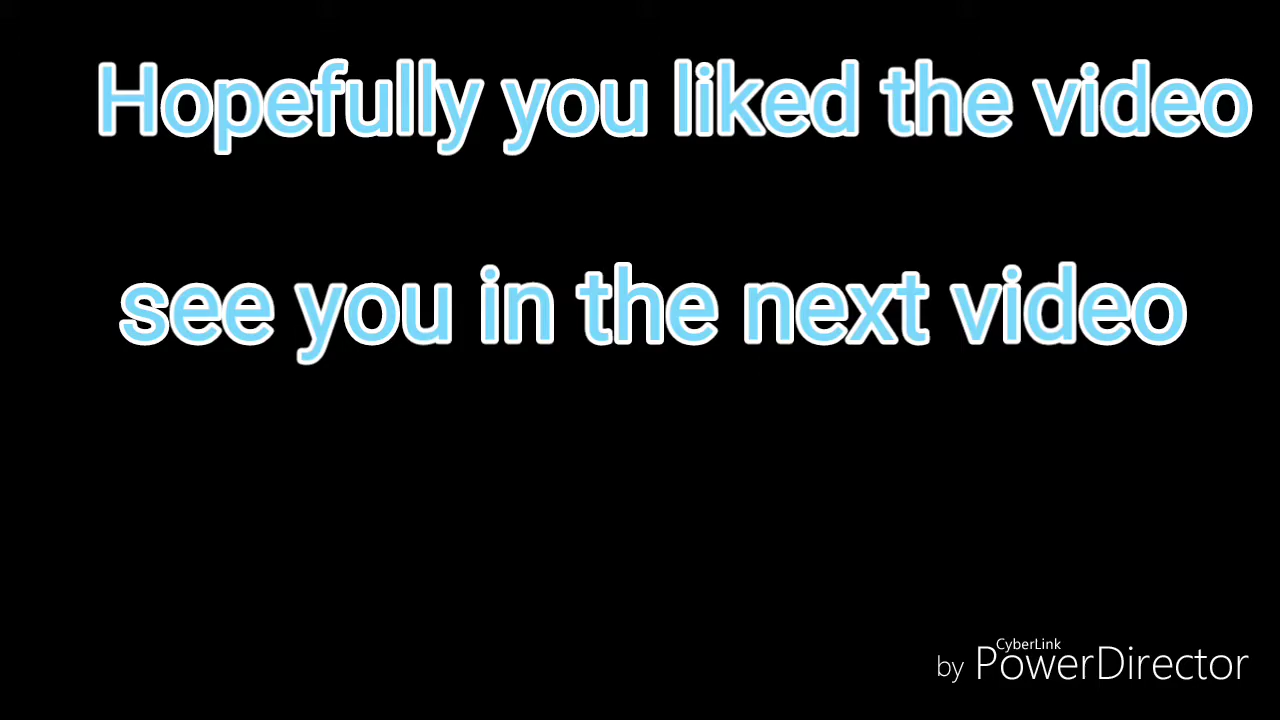 Hopefully you liked the video
see you in the next video
CyberLink
by PowerDirector